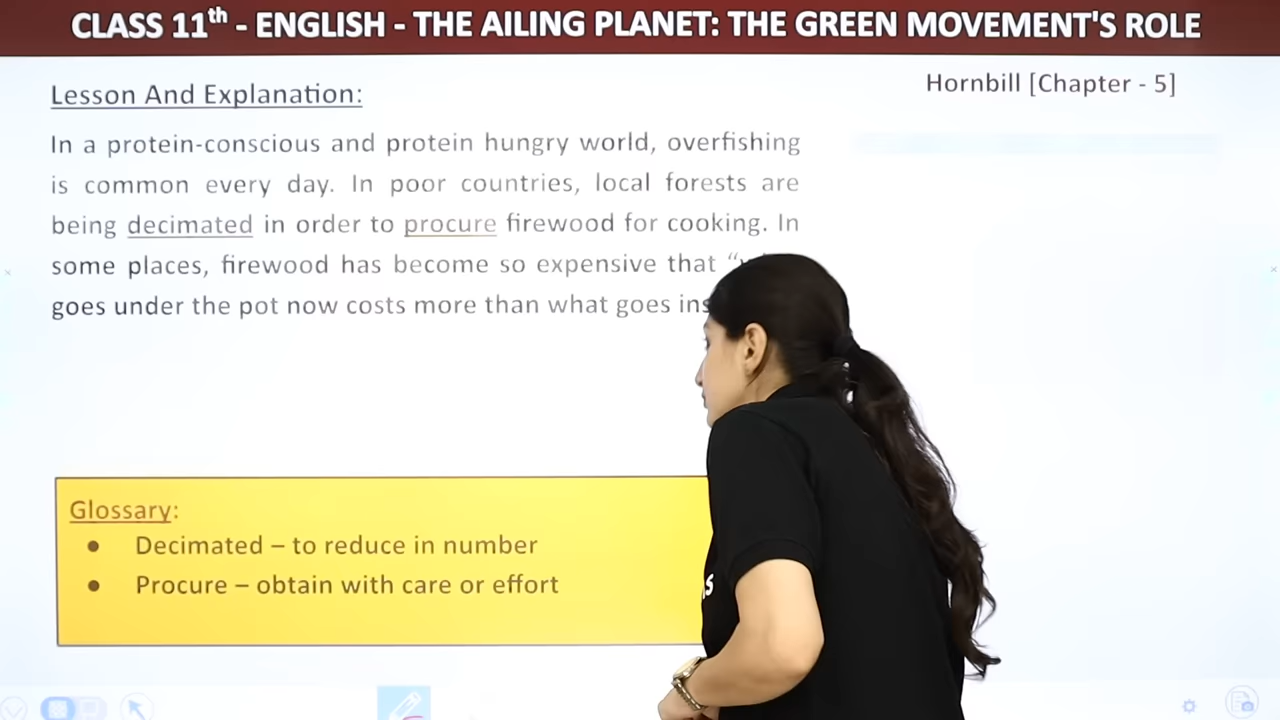 CLASS 11th - ENGLISH - THE AILING PLANET: THE GREEN MOVEMENT'S ROLE
Hornbill [Chapter - 5]
Lesson And Explanation:
In a protein-conscious and protein hungry world, overfishing
is common every day. In poor countries, local forests are
being decimated in order to procure firewood for cooking. In
some places, firewood has become so expensive that
goes under the pot now costs more than what goes
Glossary:
● Decimated – to reduce in number
● Procure – obtain with care or effort